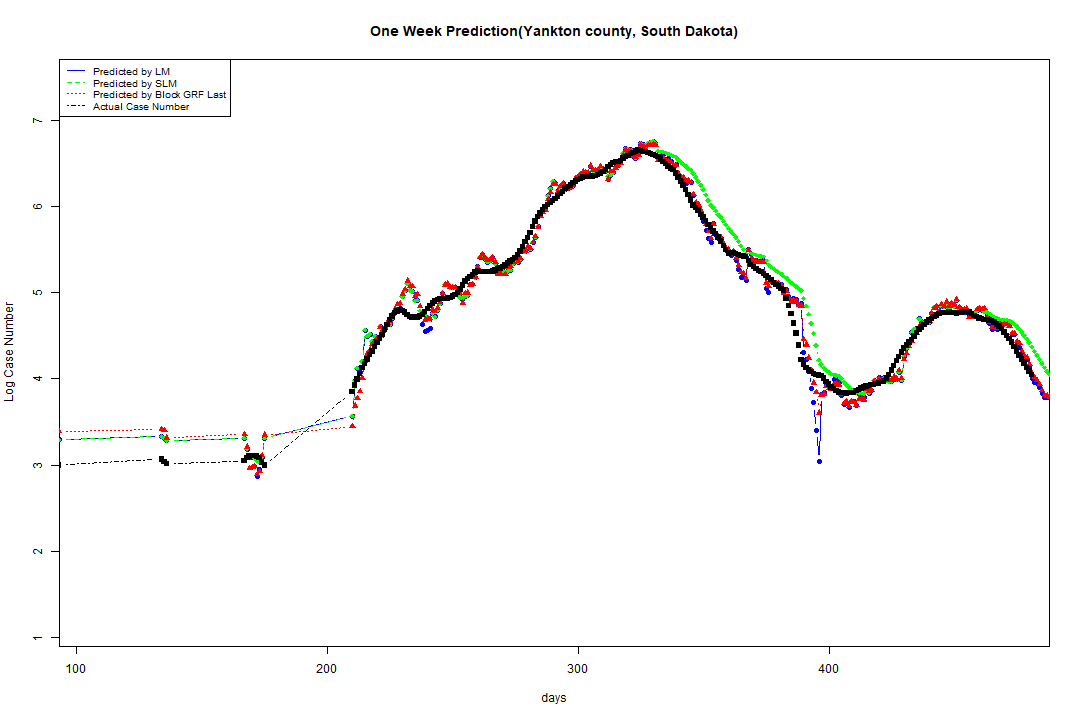 One Week Prediction(Yankton county, South Dakota)
Predicted by LM
Predicted by SLM
Predicted by Block GRF Last
Actual Case Number
7
6
5
4
3
2
1
Log Case Number
100 200 300 400
days